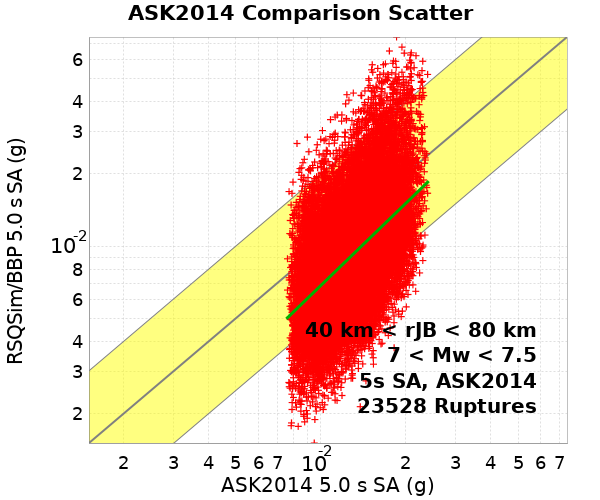 ASK2014 Comparison Scatter
RSQSim/BBP 5.0 s SA (g)
6
4
3
2
10-2
8
6
4
3
2
40 km < rJB < 80 km
7 < Mw < 7.5
5s SA, ASK2014
23528 Ruptures
2 3 4 5 6 7 10-2 2 3 4 5 6 7
ASK2014 5.0 s SA (g)